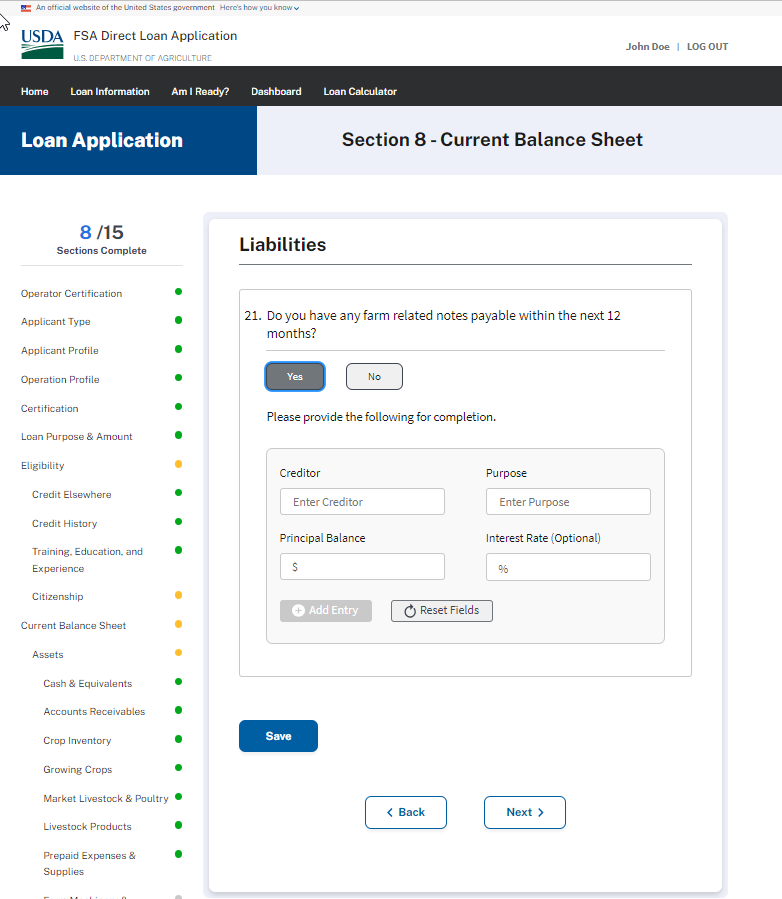 An official website of the United States government Here's how you know
USDA
FSA Direct Loan Application
U.S. DEPARTMENT OF AGRICULTURE
John Doe | LOG OUT
Home Loan Information Am I Ready? Dashboard Loan Calculator
Loan Application
Section 8 - Current Balance Sheet
8 /15
Sections Complete
Operator Certification
Applicant Type
Applicant Profile
Operation Profile
Certification
Loan Purpose & Amount
Eligibility
Credit Elsewhere
Credit History
Training, Education, and
Experience
Citizenship
Current Balance Sheet
Assets
Cash & Equivalents
Accounts Receivables
Crop Inventory
Growing Crops
Market Livestock & Poultry
Livestock Products
Prepaid Expenses &
Supplies
Liabilities
21. Do you have any farm related notes payable within the next 12
months?
Yes No
Please provide the following for completion.
Creditor Purpose
Enter Creditor Enter Purpose
Principal Balance Interest Rate (Optional)
$ %
Add Entry Reset Fields
Save
Back Next